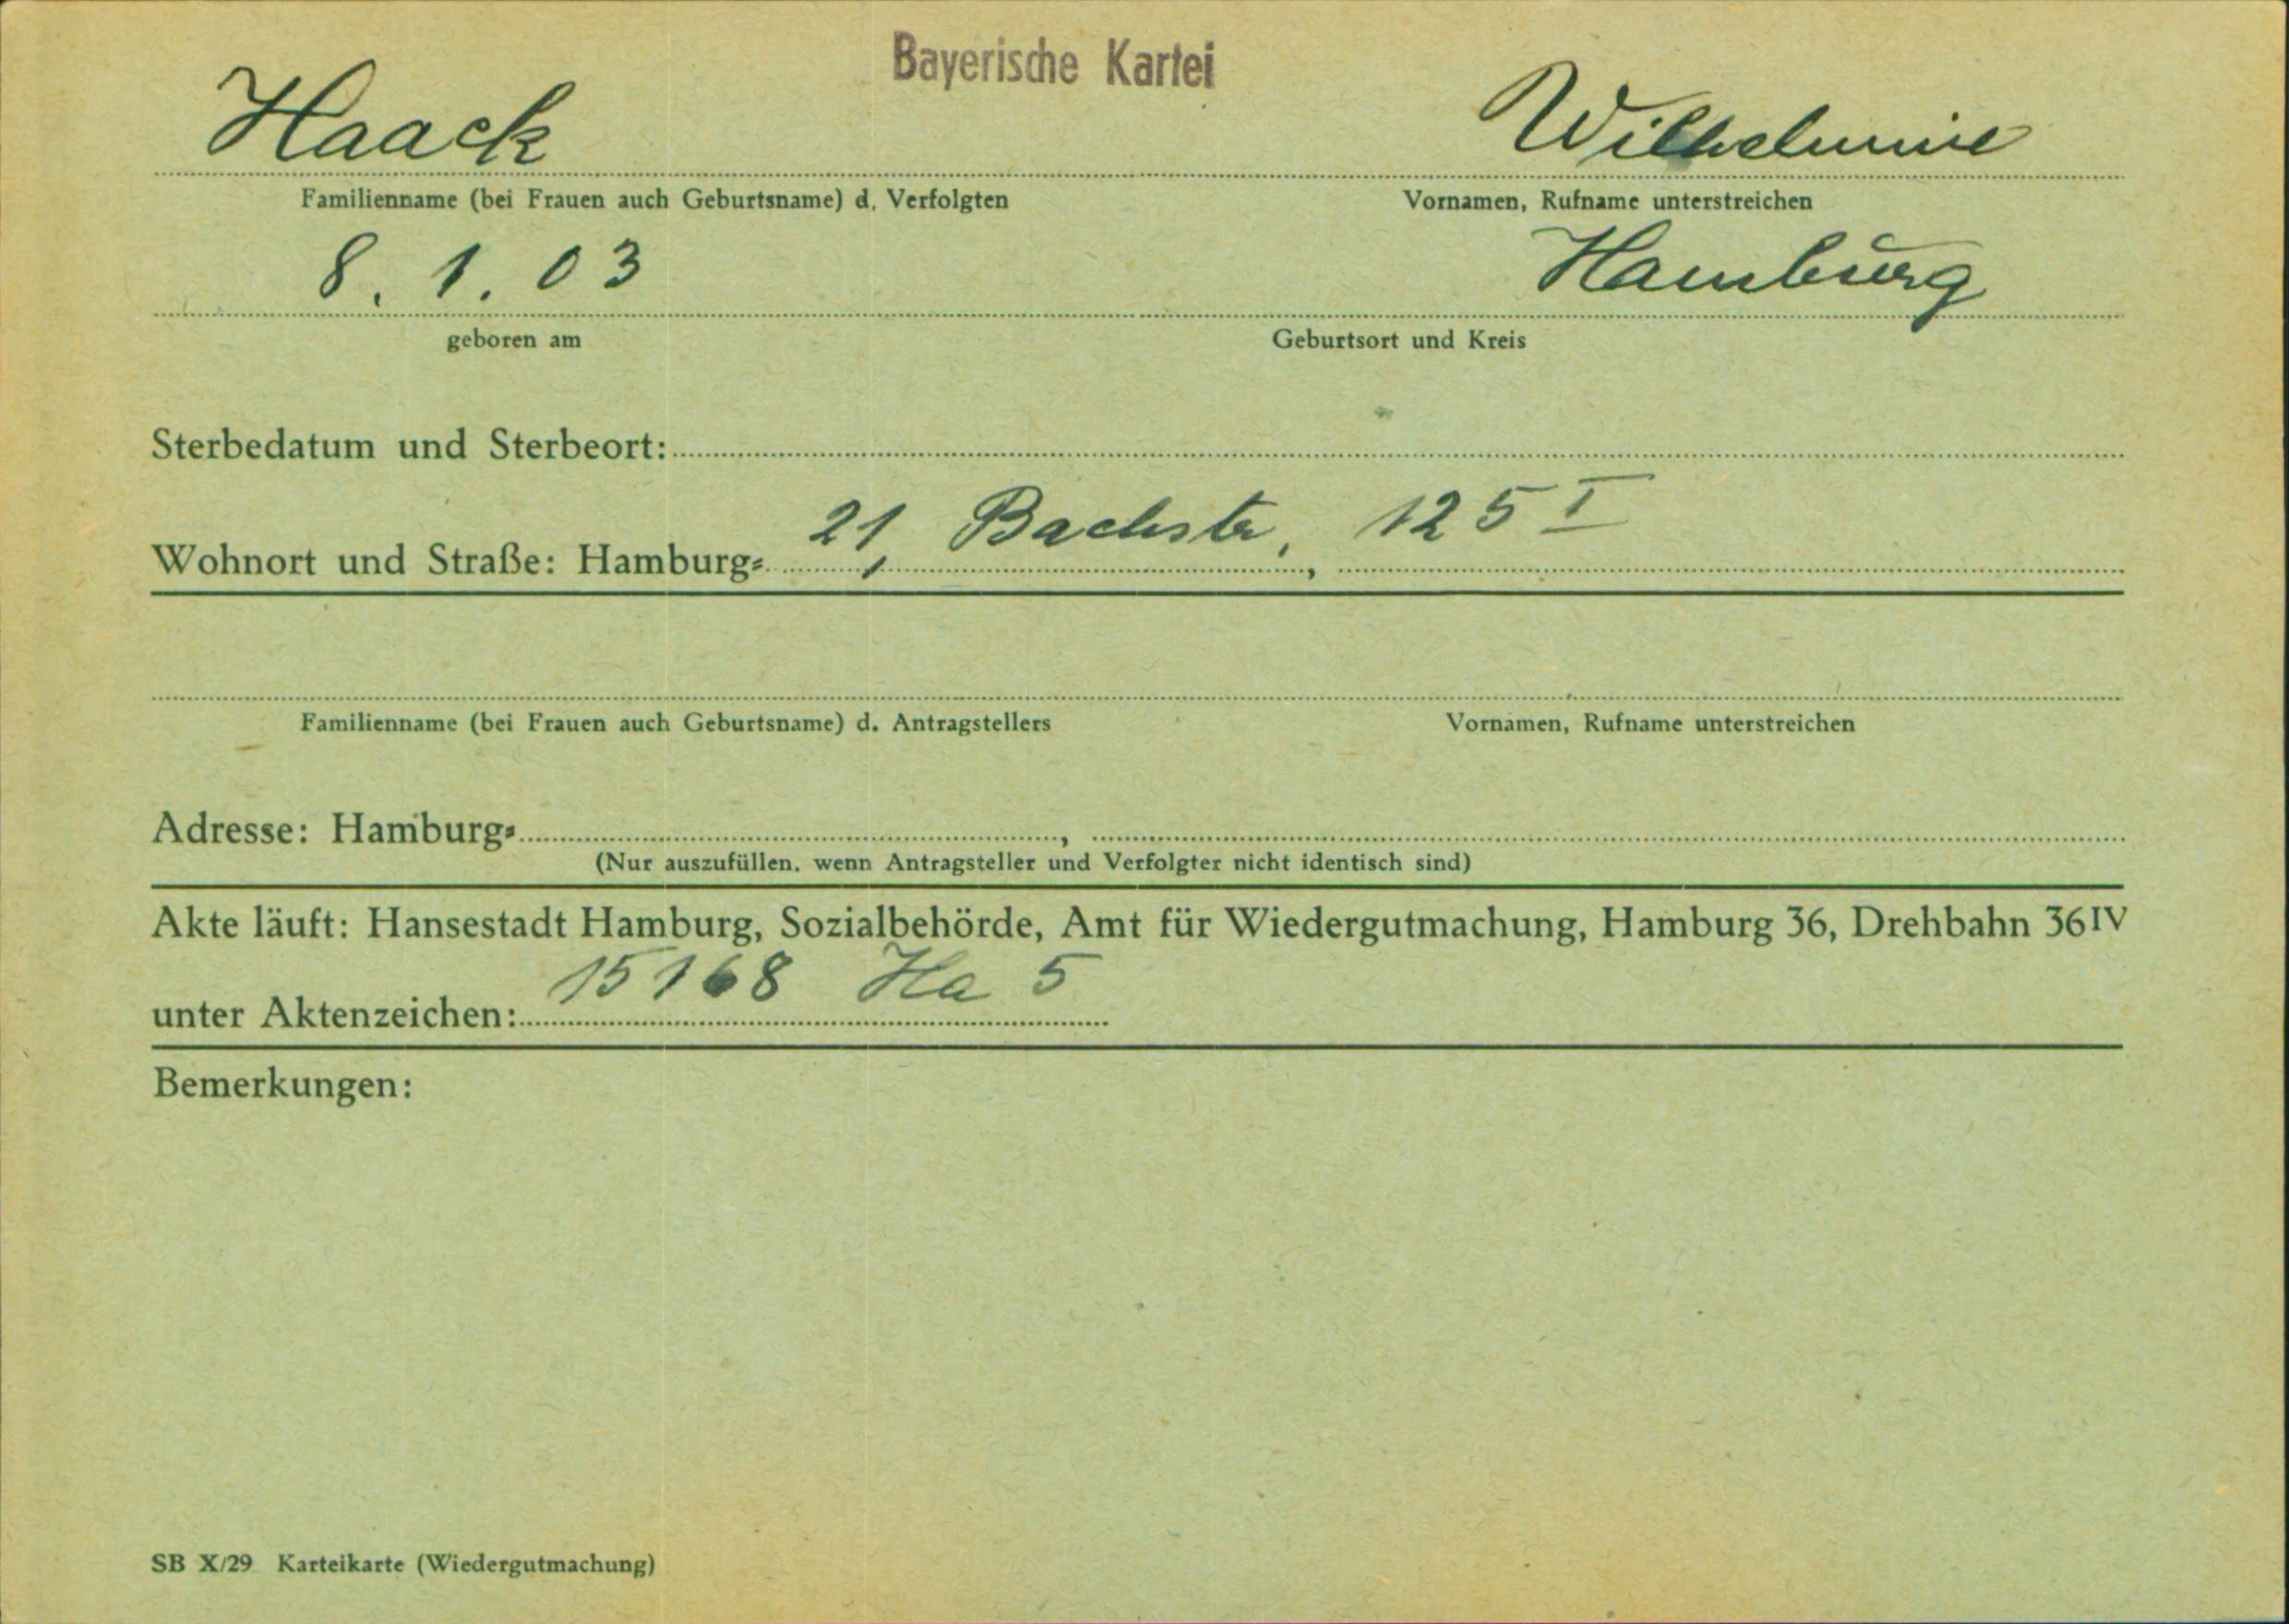 Bayerische Kartei
Haack Wilhelmine
Familienname (bei Frauen auch Geburtsname) d. Verfolgten Vornamen, Rufname unterstreichen
8. 1. 03 Hamburg
geboren am Geburtsort und Kreis
Sterbedatum und Sterbeort:
Wohnort und Straße: Hamburg= 21, Bachstr, 125 I
Familienname (bei Frauen auch Geburtsname) d. Antragstellers Vornamen, Rufname unterstreichen
Adresse: Hamburg= ,
(Nur auszufüllen, wenn Antragsteller und Verfolgter nicht identisch sind)
Akte läuft: Hansestadt Hamburg, Sozialbehörde, Amt für Wiedergutmachung, Hamburg 36, Drehbahn 36 IV
unter Aktenzeichen: 15168 Ha 5
Bemerkungen:
SB X/29 Karteikarte (Wiedergutmachung)